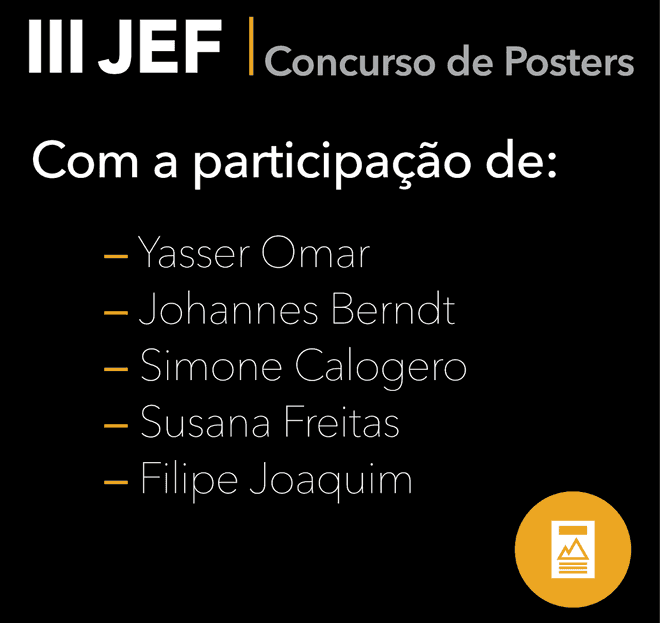 III JEF | Concurso de Posters
Com a participação de:
– Yasser Omar
– Johannes Berndt
– Simone Calogero
– Susana Freitas
– Filipe Joaquim